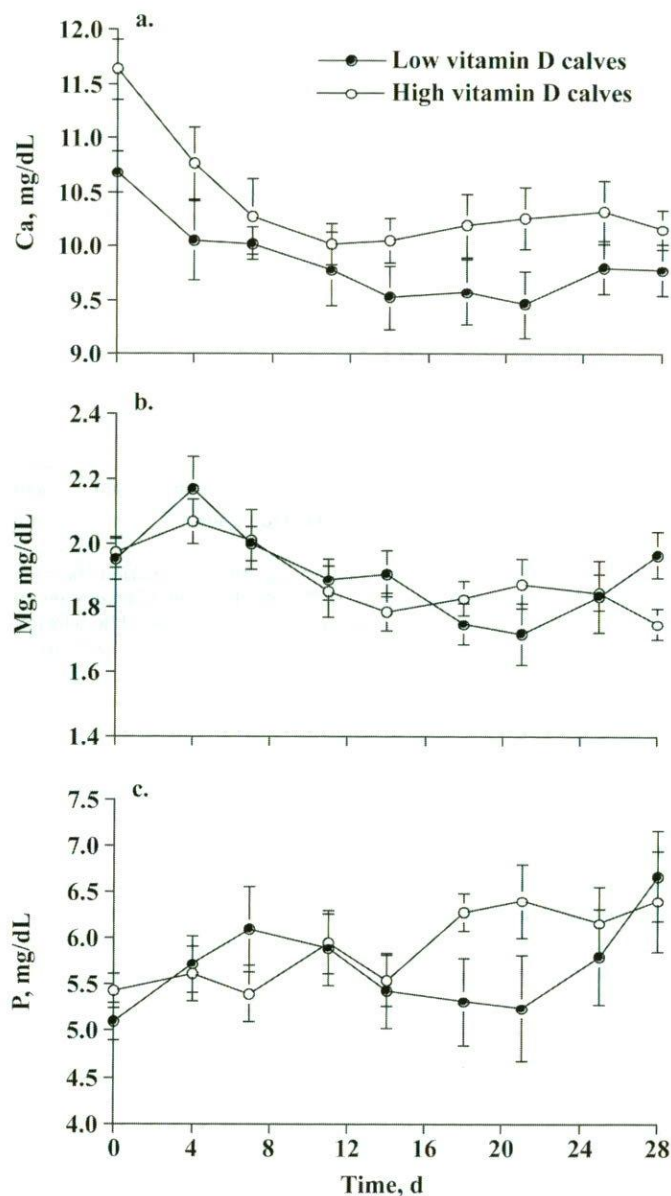 a.
12.0
11.5
11.0
10.5
10.0
9.5
9.0
Ca, mg/dL
Low vitamin D calves
High vitamin D calves
b.
2.4
2.2
2.0
1.8
1.6
1.4
Mg, mg/dL
c.
7.5
7.0
6.5
6.0
5.5
5.0
4.5
4.0
P, mg/dL
0 4 8 12 16 20 24 28
Time, d